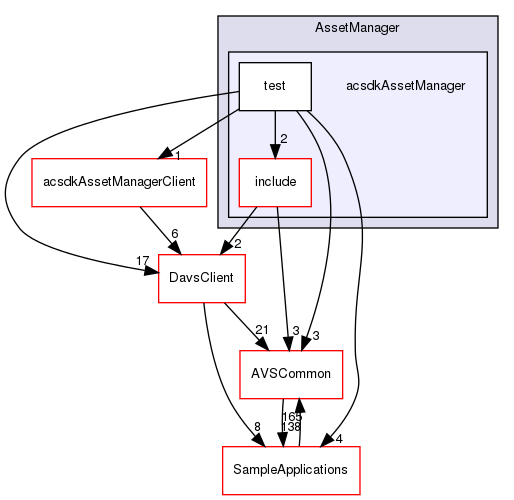 AssetManager
test
acsdkAssetManager
2
1
acsdkAssetManagerClient
include
6
2
17
DavsClient
21
3
3
AVSCommon
165
138
8
4
SampleApplications